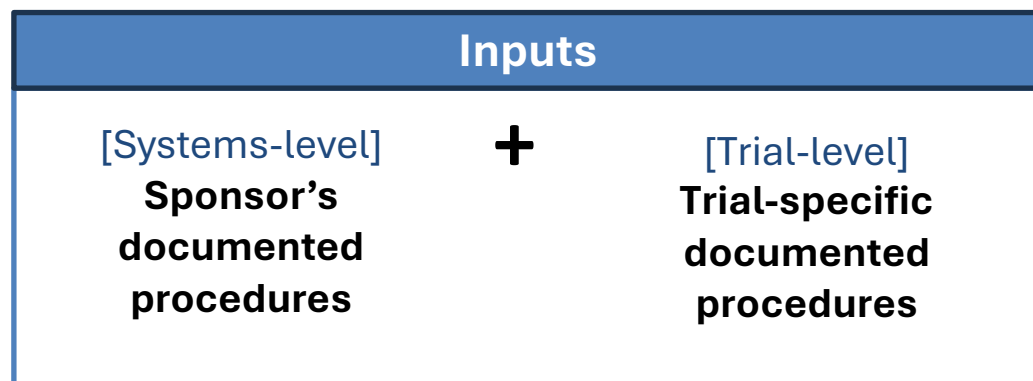 Inputs
[Systems-level]
Sponsor’s
documented
procedures
+
[Trial-level]
Trial-specific
documented
procedures